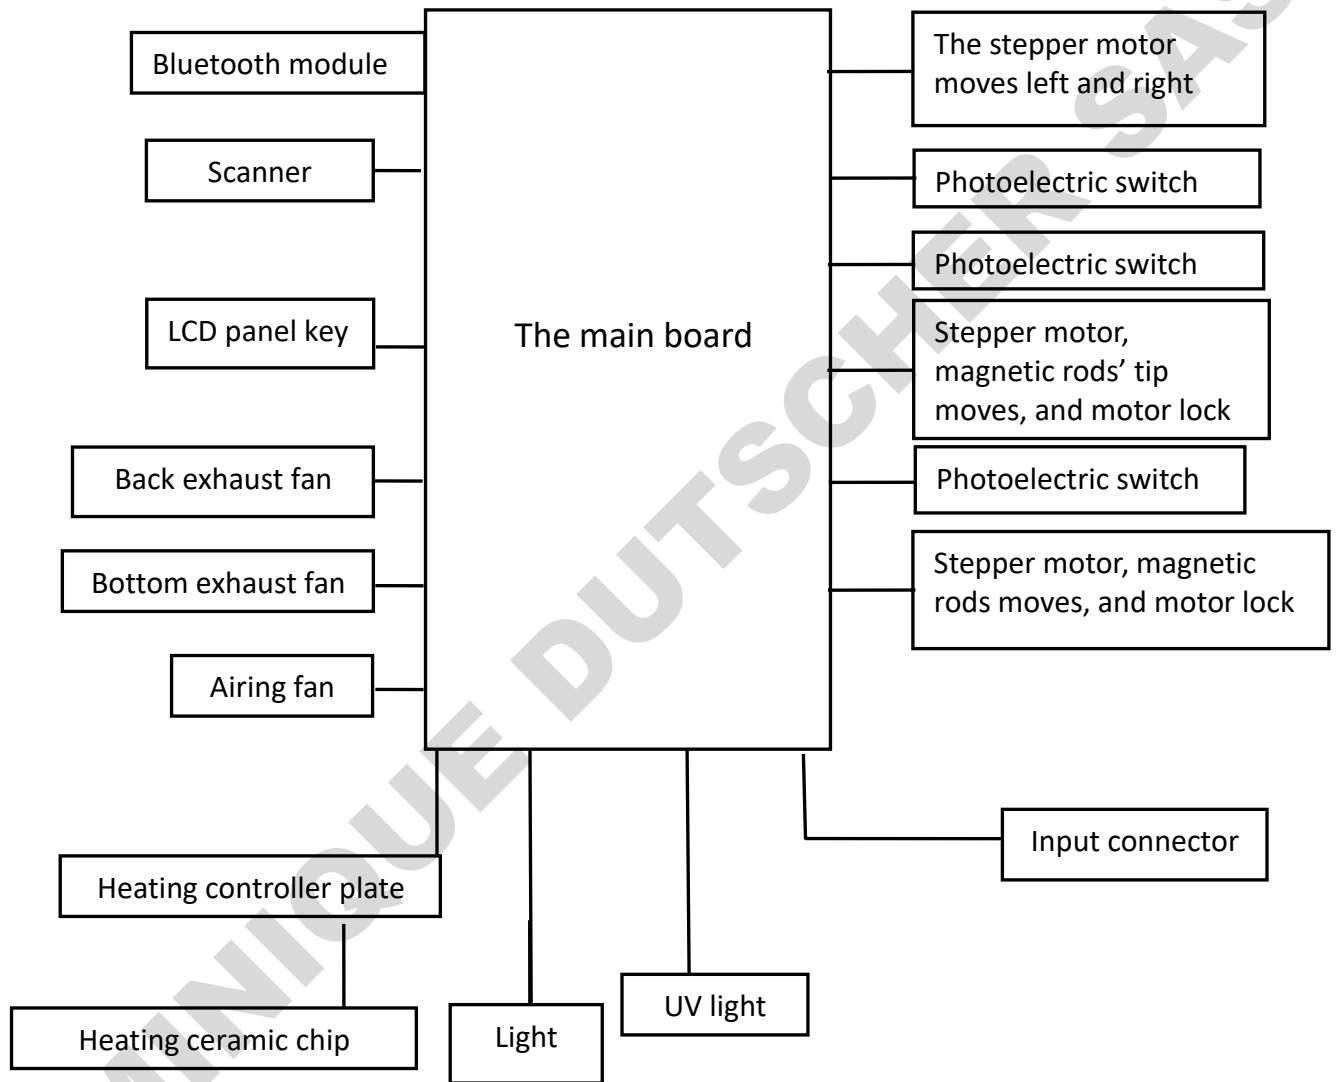 Bluetooth module
Scanner
LCD panel key
Back exhaust fan
Bottom exhaust fan
Airing fan
The main board
The stepper motor
moves left and right
Photoelectric switch
Photoelectric switch
Stepper motor,
magnetic rods’ tip
moves, and motor lock
Photoelectric switch
Stepper motor, magnetic
rods moves, and motor lock
Input connector
Heating controller plate
Heating ceramic chip
Light
UV light
MINIQUE DUTSCHER SAS